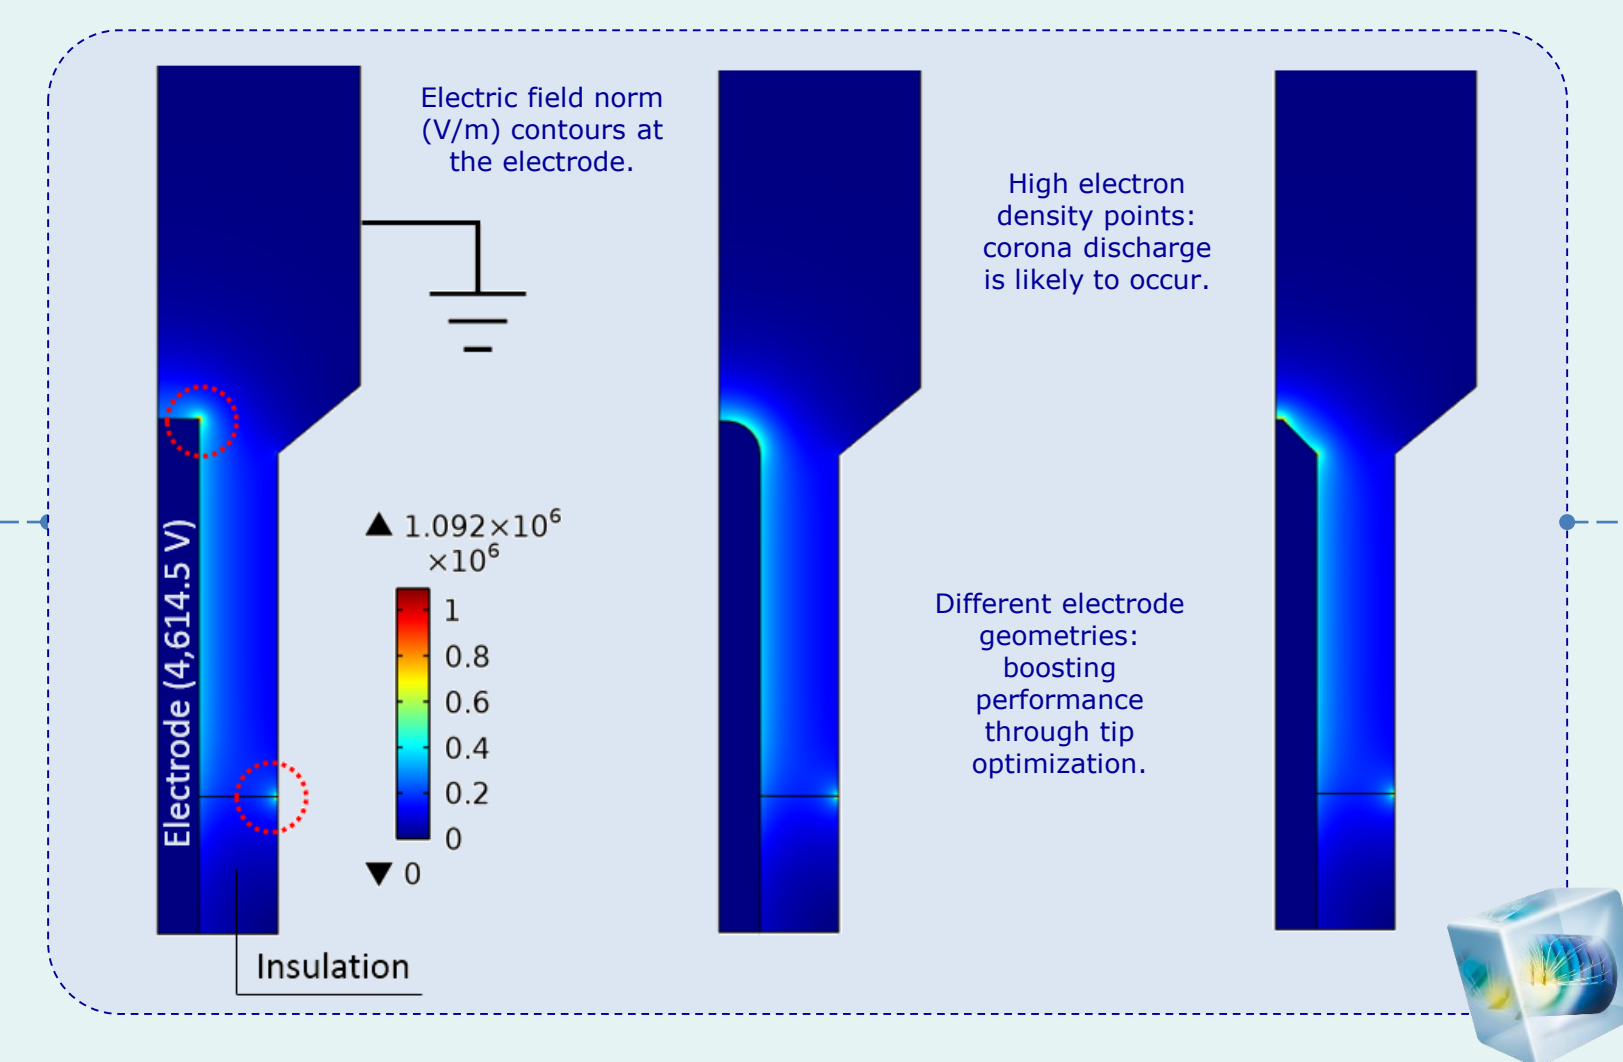 Electric field norm
(V/m) contours at
the electrode.
High electron
density points:
corona discharge
is likely to occur.
Electrode (4,614.5 V)
▲ 1.092×10⁶
×10⁶
1
0.8
0.6
0.4
0.2
0
▼ 0
Different electrode
geometries:
boosting
performance
through tip
optimization.
Insulation